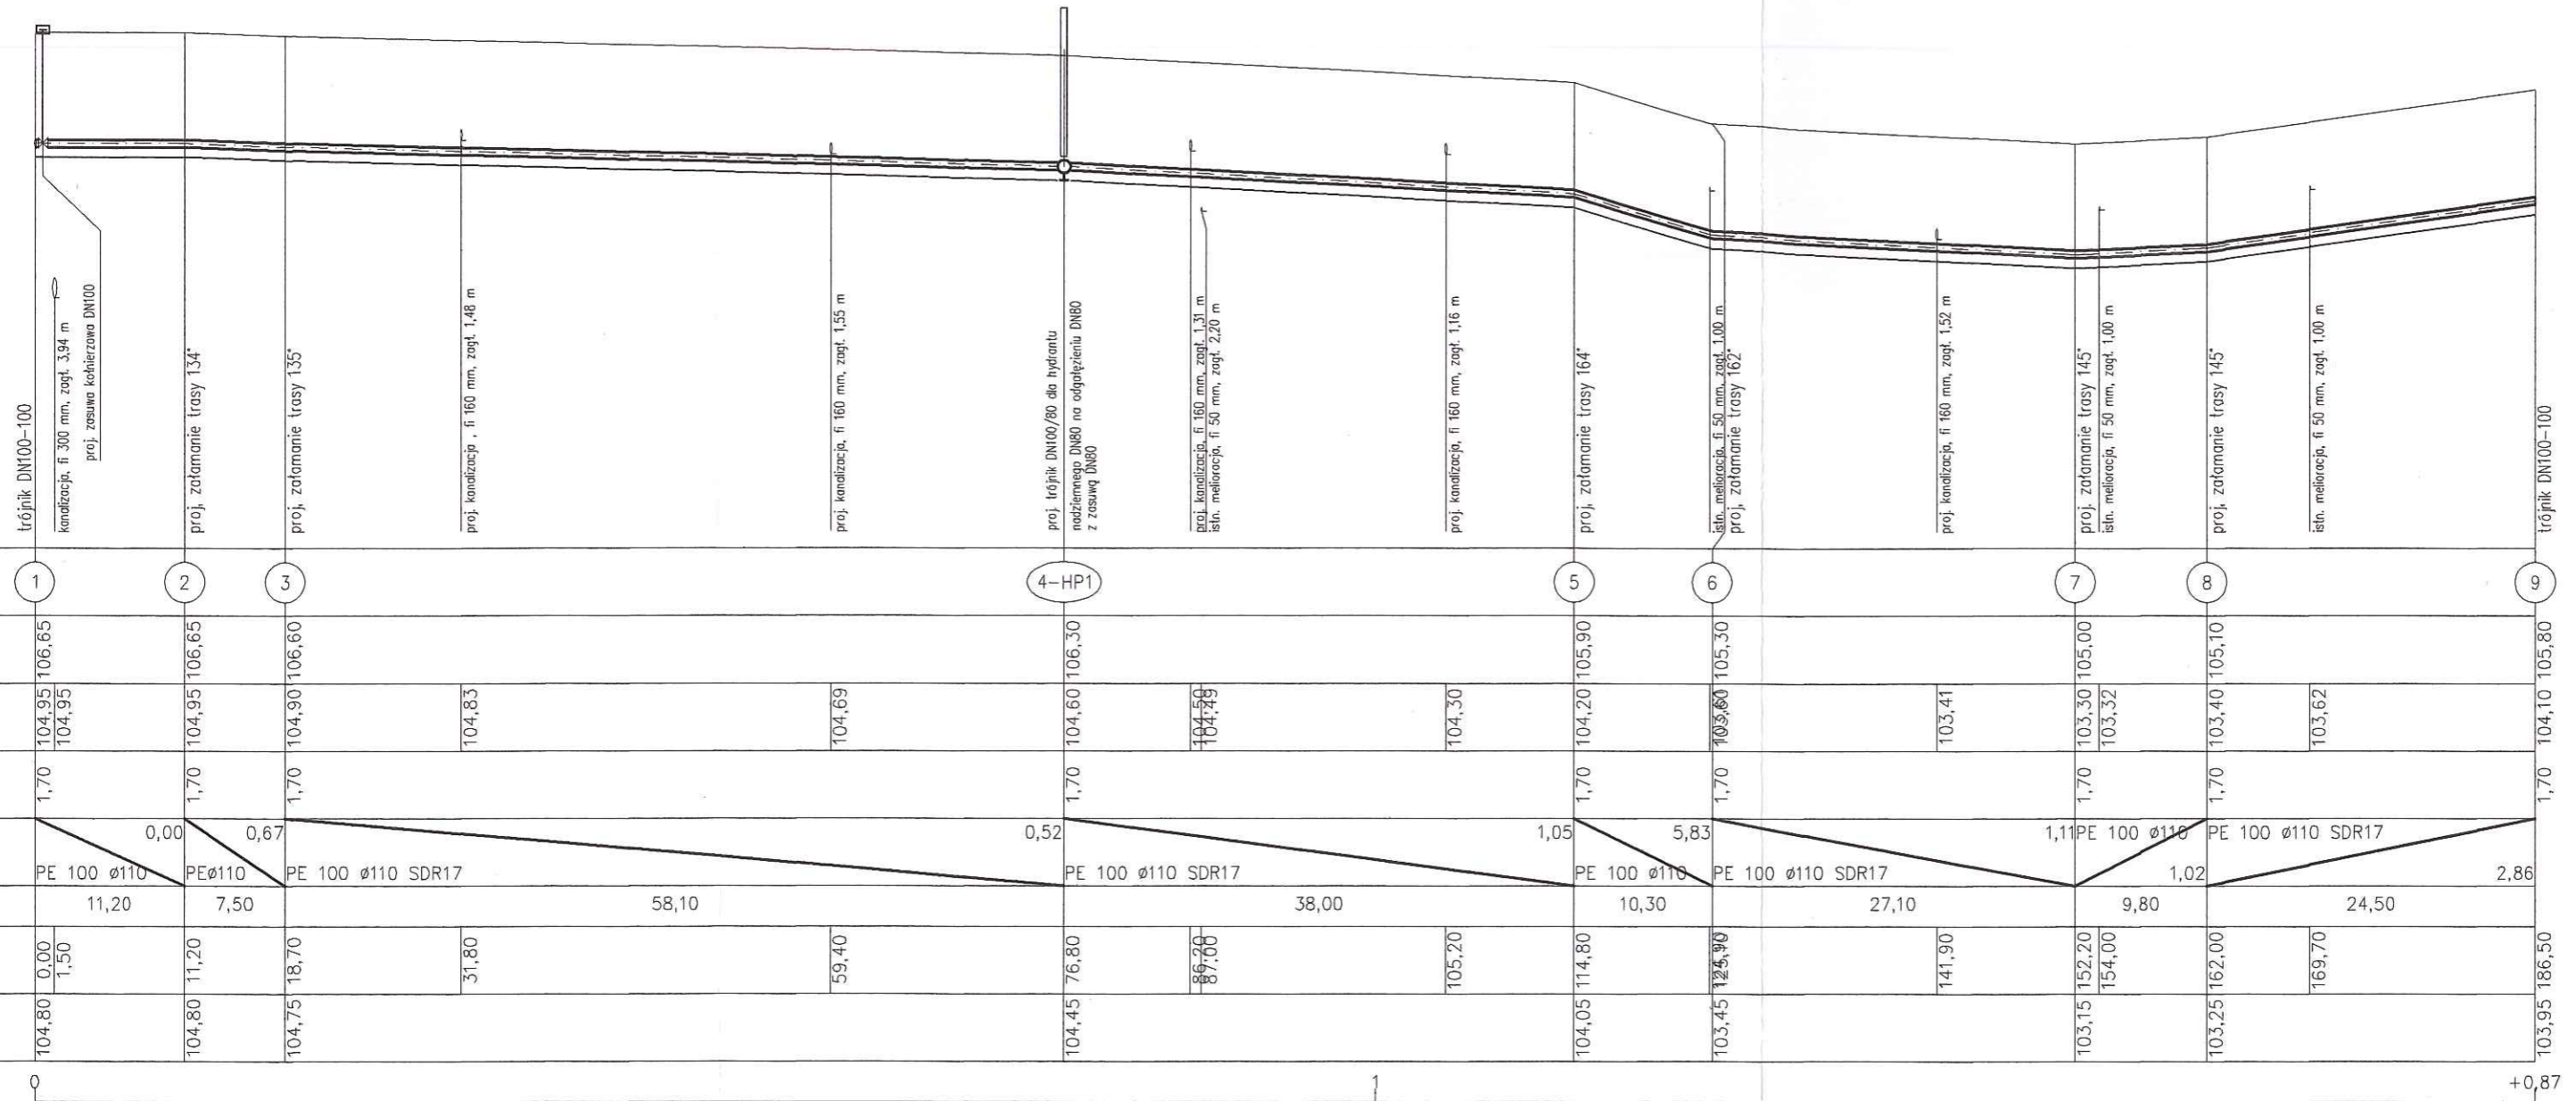 trójnik DN100-100
kanalizacja, fi 300 mm, zagł. 3,94 m
proj. zasuwa kołnierzowa DN100
proj. załamanie trasy 134°
proj. załamanie trasy 135°
proj. kanalizacja , fi 160 mm, zagł. 1,48 m
proj. kanalizacja, fi 160 mm, zagł. 1,55 m
proj. trójnik DN100/80 dla hydrantu
nadziemnego DN80 na odgałęzieniu DN80
z zasuwą DN80
proj. kanalizacja, fi 160 mm, zagł. 1,31 m
istn. melioracja, fi 50 mm, zagł. 2,20 m
proj. kanalizacja, fi 160 mm, zagł. 1,16 m
proj. załamanie trasy 164°
istn. melioracja, fi 50 mm, zagł. 1,00 m
proj. załamanie trasy 162°
proj. kanalizacja, fi 160 mm, zagł. 1,52 m
proj. załamanie trasy 145°
istn. melioracja, fi 50 mm, zagł. 1,00 m
proj. załamanie trasy 145°
istn. melioracja, fi 50 mm, zagł. 1,00 m
trójnik DN100-100
1 2 3 4-HP1 5 6 7 8 9
106,65 106,65 106,60 106,30 105,90 105,30 105,00 105,10 105,80
104,95 104,95 104,95 104,90 104,83 104,69 104,60 104,50 104,49 104,30 104,20 103,60 103,41 103,30 103,32 103,40 103,62 104,10
1,70 1,70 1,70 1,70 1,70 1,70 1,70 1,70 1,70
0,00 0,67 0,52 1,05 5,83 1,11 PE 100 ø110 PE 100 ø110 SDR17
PE 100 ø110 PEø110 PE 100 ø110 SDR17 PE 100 ø110 SDR17 PE 100 ø110 PE 100 ø110 SDR17 1,02 2,86
11,20 7,50 58,10 38,00 10,30 27,10 9,80 24,50
0,00 1,50 11,20 18,70 31,80 59,40 76,80 86,20 87,00 105,20 114,80 124,90 125,10 141,90 152,20 154,00 162,00 169,70 186,50
104,80 104,80 104,75 104,45 104,05 103,45 103,15 103,25 103,95
0 1 +0,87